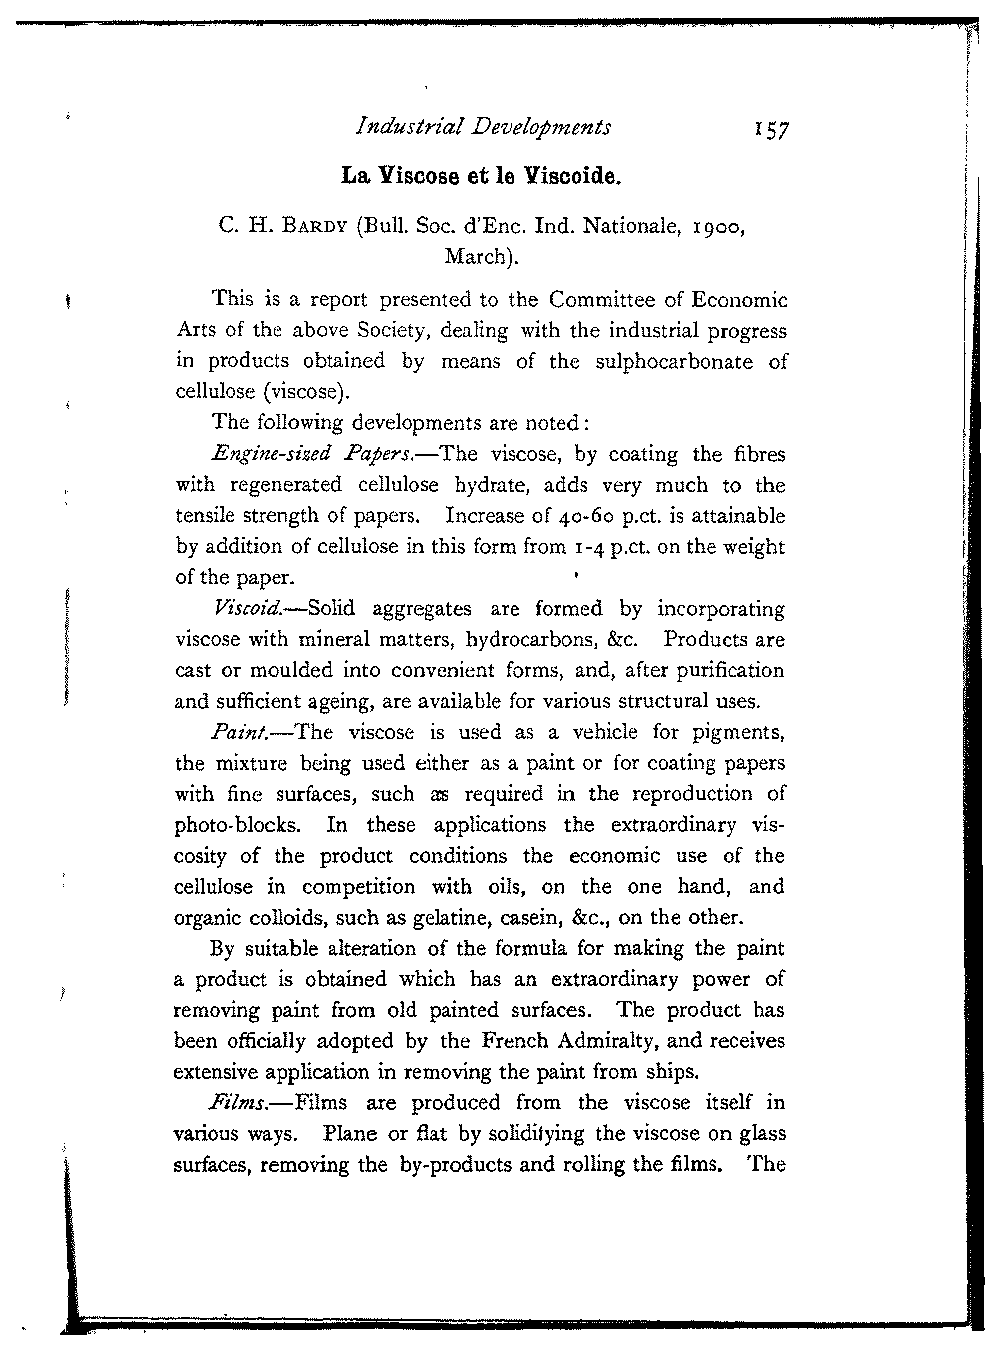 Industrial Developments 157
La Viscose et le Viscoide.
C. H. BARDY (Bull. Soc. d'Enc. Ind. Nationale, 1900,
March).
This is a report presented to the Committee of Economic
Arts of the above Society, dealing with the industrial progress
in products obtained by means of the sulphocarbonate of
cellulose (viscose).
The following developments are noted:
Engine-sized Papers.—The viscose, by coating the fibres
with regenerated cellulose hydrate, adds very much to the
tensile strength of papers. Increase of 40-60 p.ct. is attainable
by addition of cellulose in this form from 1-4 p.ct. on the weight
of the paper.
Viscoid.—Solid aggregates are formed by incorporating
viscose with mineral matters, hydrocarbons, &c. Products are
cast or moulded into convenient forms, and, after purification
and sufficient ageing, are available for various structural uses.
Paint.—The viscose is used as a vehicle for pigments,
the mixture being used either as a paint or for coating papers
with fine surfaces, such as required in the reproduction of
photo-blocks. In these applications the extraordinary vis-
cosity of the product conditions the economic use of the
cellulose in competition with oils, on the one hand, and
organic colloids, such as gelatine, casein, &c., on the other.
By suitable alteration of the formula for making the paint
a product is obtained which has an extraordinary power of
removing paint from old painted surfaces. The product has
been officially adopted by the French Admiralty, and receives
extensive application in removing the paint from ships.
Films.—Films are produced from the viscose itself in
various ways. Plane or flat by solidifying the viscose on glass
surfaces, removing the by-products and rolling the films. The